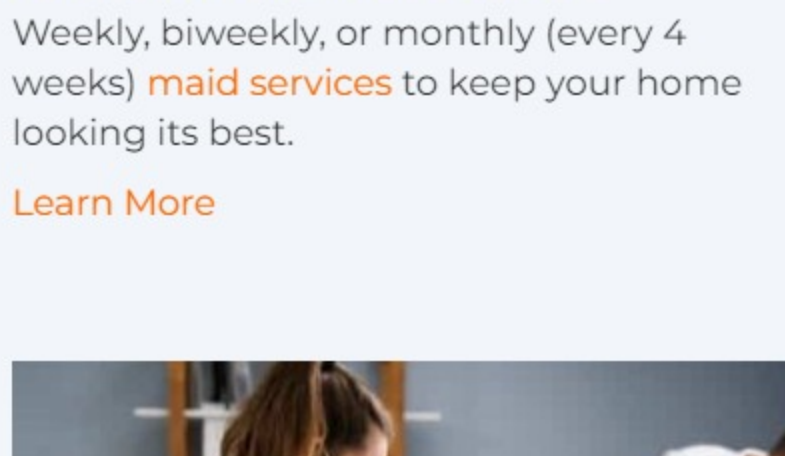 Weekly, biweekly, or monthly (every 4
weeks) maid services to keep your home
looking its best.
Learn More